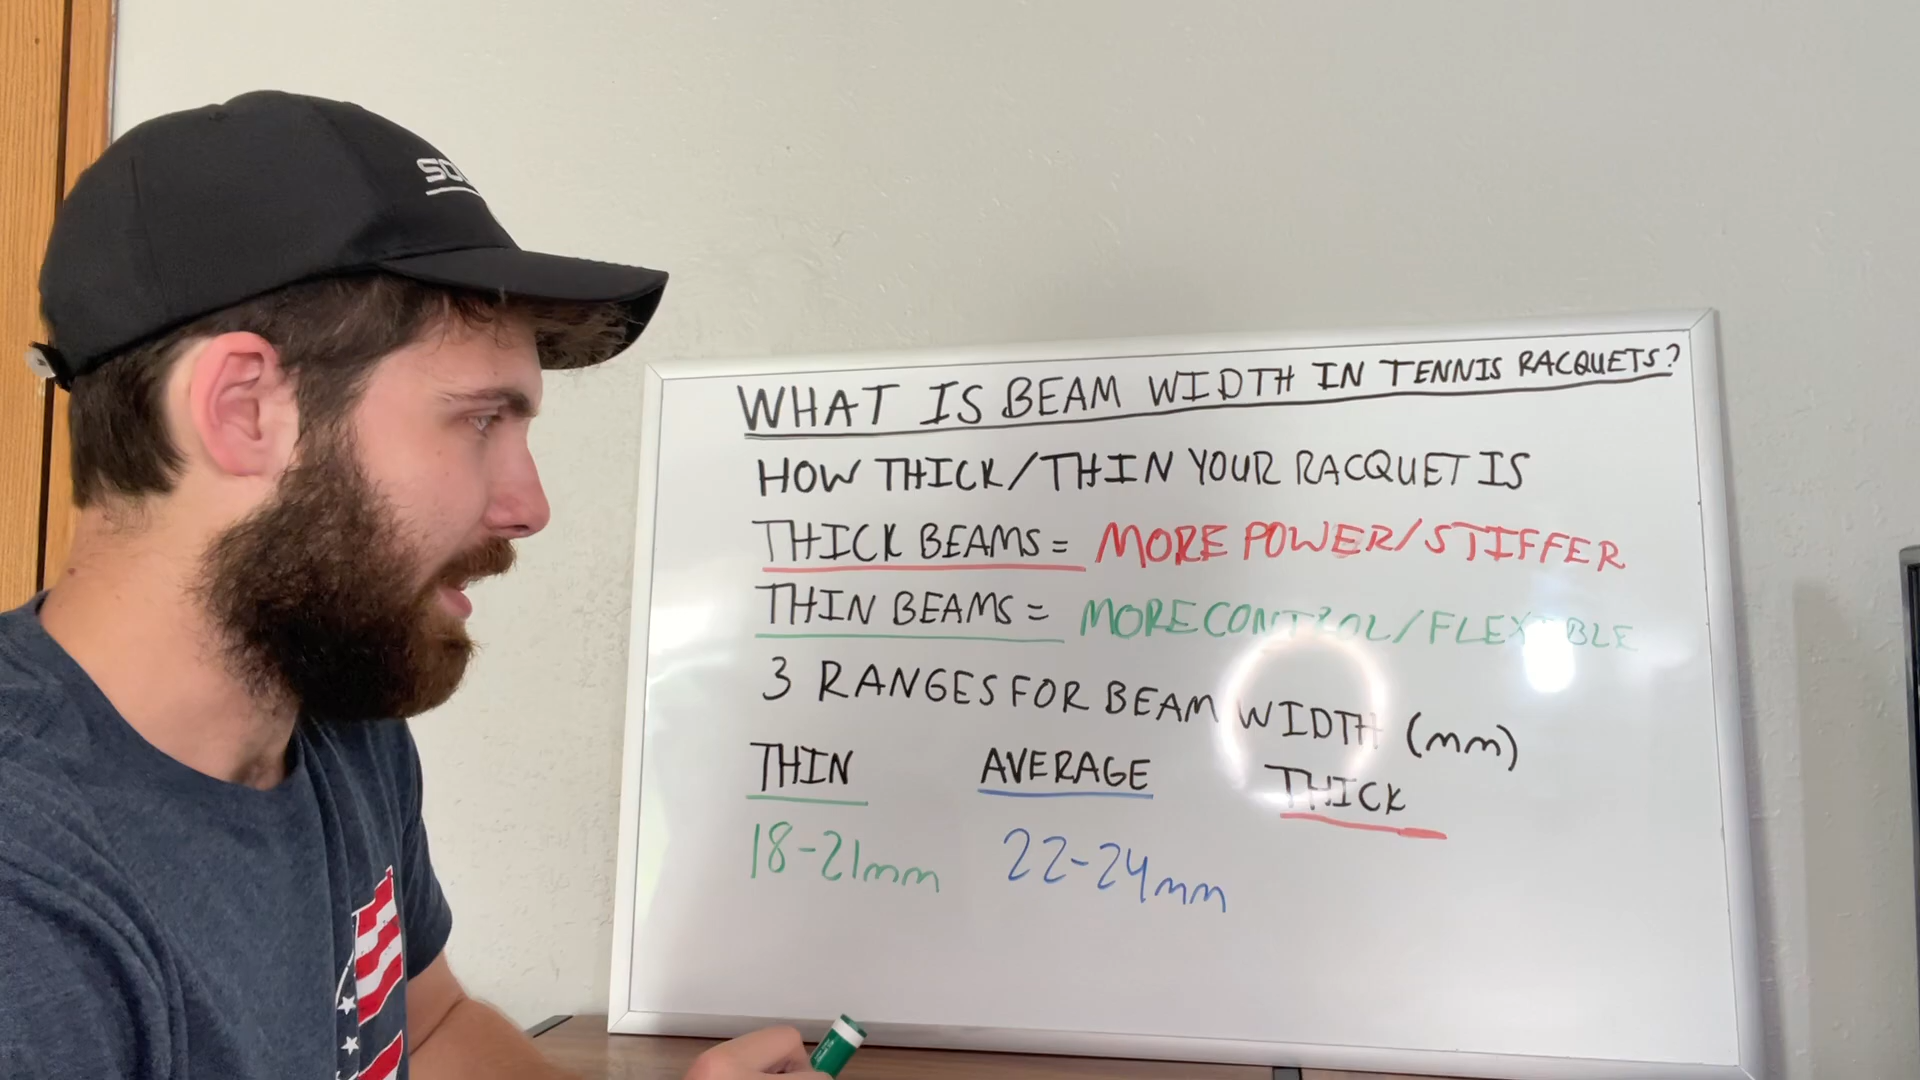 WHAT IS BEAM WIDTH IN TENNIS RACQUETS?
HOW THICK/THIN YOUR RACQUET IS
THICK BEAMS = MORE POWER/STIFFER
THIN BEAMS = MORE CONTROL/FLEXIBLE
3 RANGES FOR BEAM WIDTH (mm)
THIN AVERAGE THICK
18-21mm 22-24mm